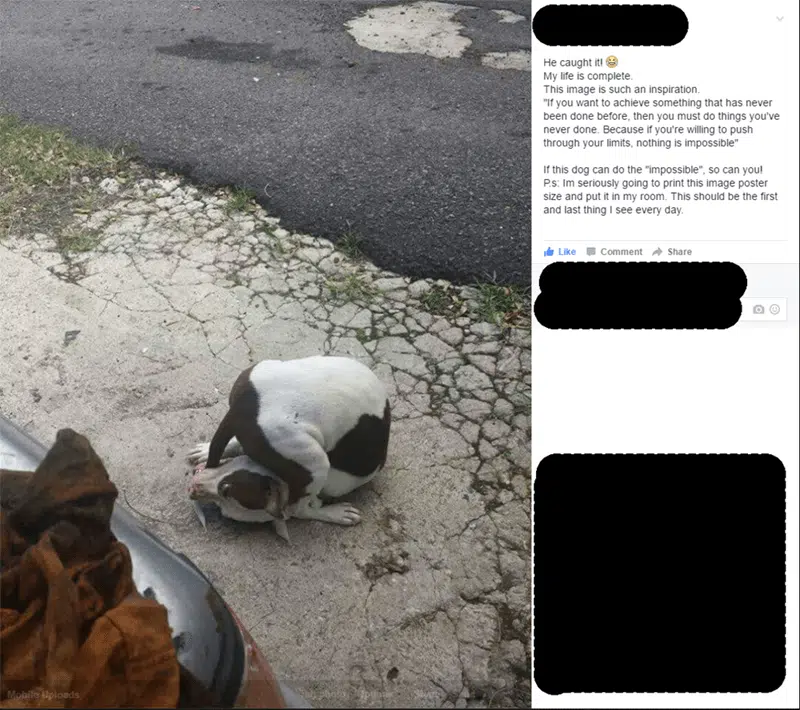 He caught it! 😂
My life is complete.
This image is such an inspiration.
"If you want to achieve something that has never
been done before, then you must do things you've
never done. Because if you're willing to push
through your limits, nothing is impossible"
If this dog can do the "impossible", so can you!
P.s: Im seriously going to print this image poster
size and put it in my room. This should be the first
and last thing I see every day.
Like Comment Share
Mobile Uploads